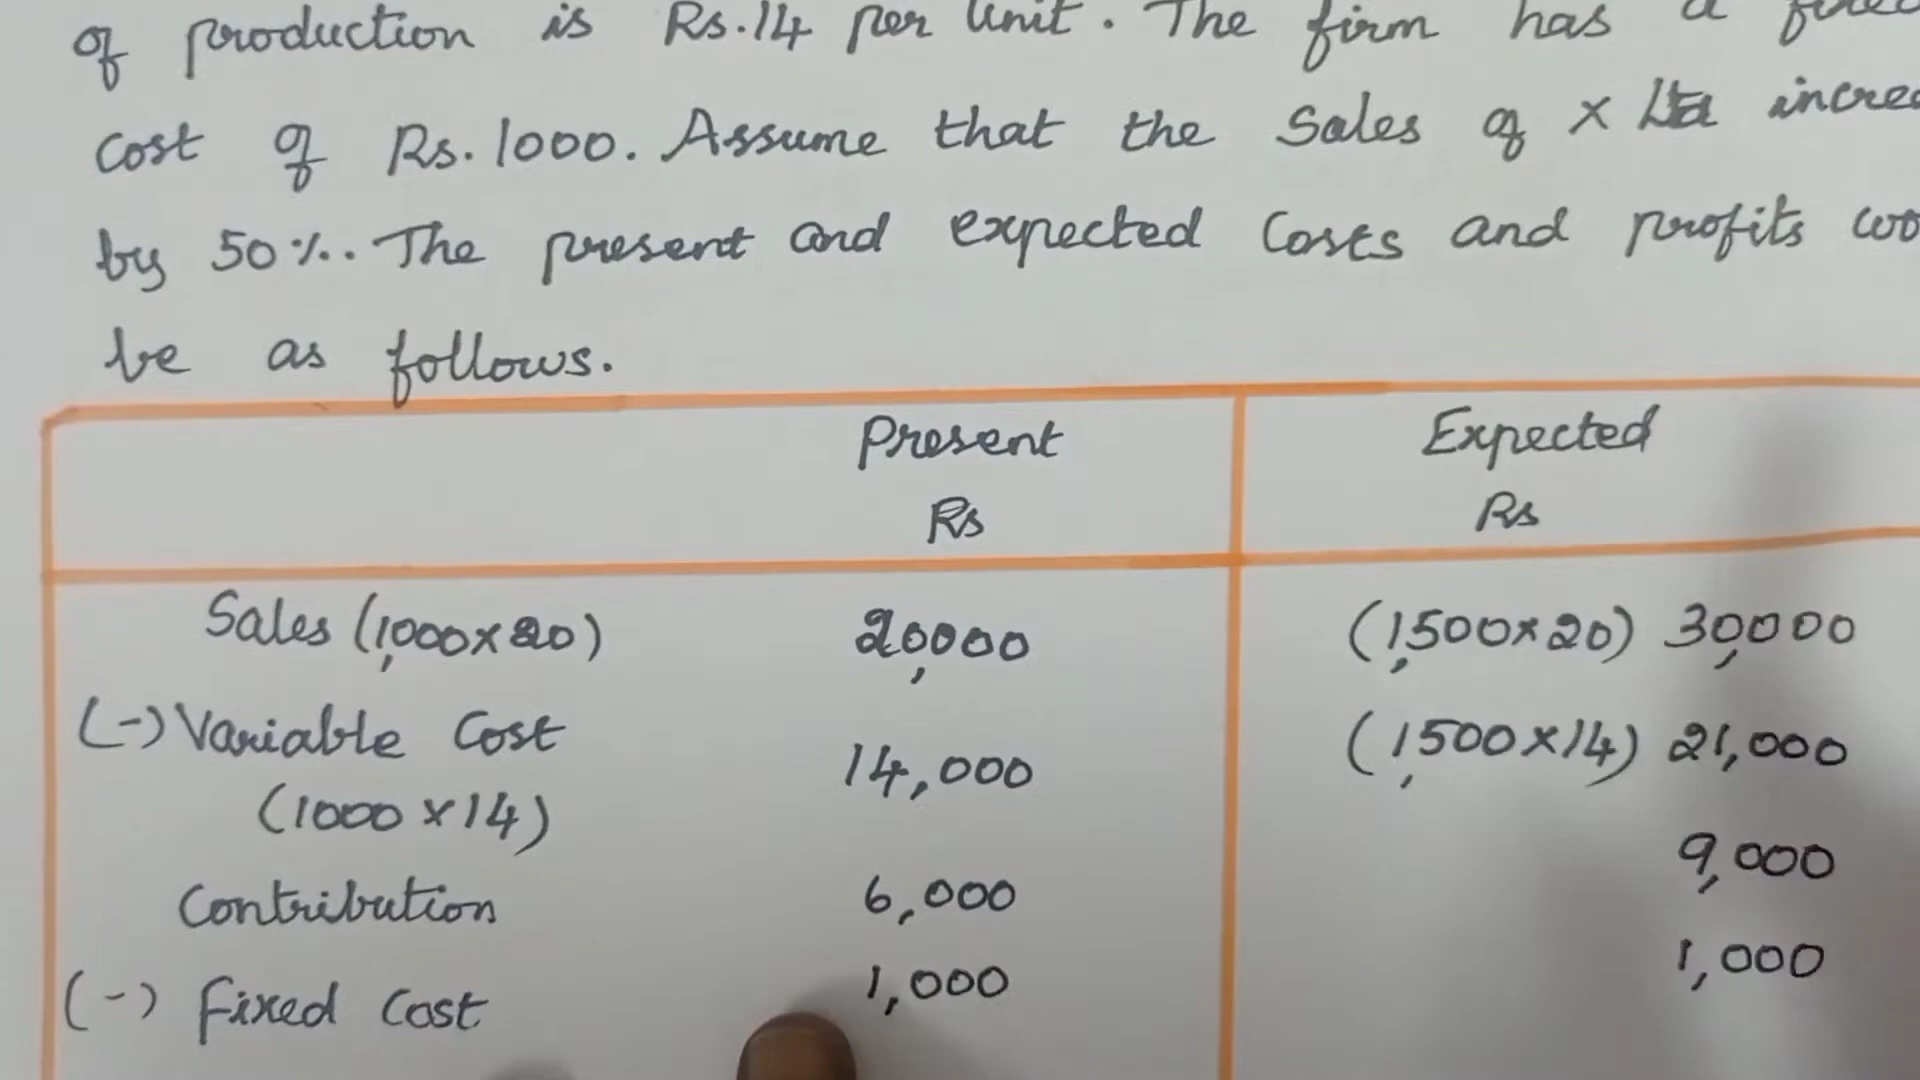 of production is Rs.14 per unit. The firm has a
cost of Rs.1000. Assume that the Sales of X Ltd
by 50%. The present and expected Costs and profits
be as follows.
Present Expected
Rs Rs
Sales (1,000x20) 20,000 (1,500x20) 30,000
(-) Variable Cost 14,000 (1,500x14) 21,000
(1000 x 14)
Contribution 6,000 9,000
(-) Fixed Cost 1,000 1,000